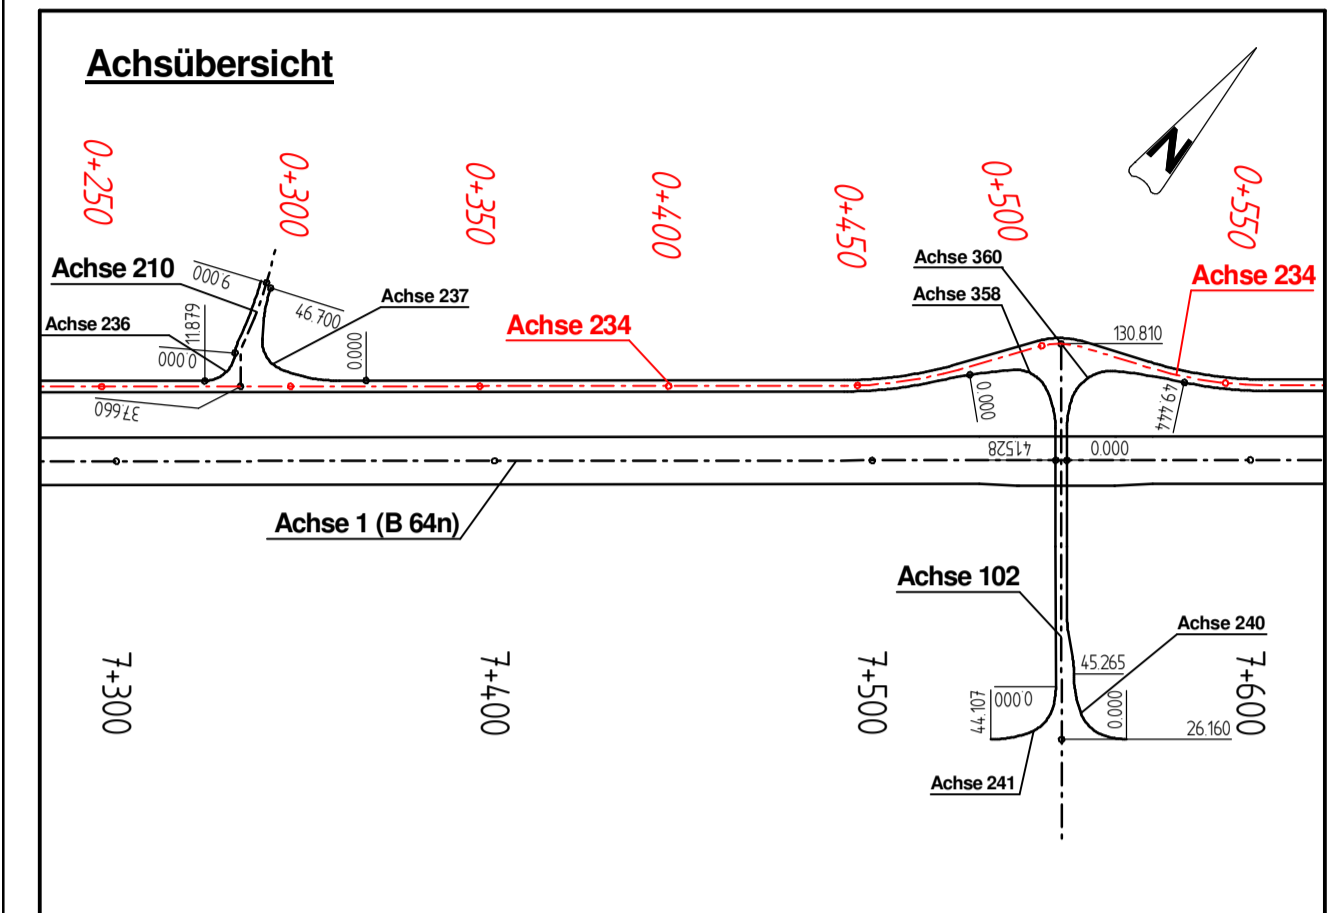 Achsübersicht
N
0+250
0+300
0+350
0+400
0+450
0+500
0+550
Achse 210
9.000
Achse 236
11.879
0.000
37.660
46.700
Achse 237
0.000
Achse 234
Achse 360
Achse 358
Achse 234
130.810
0.000
49.444
41.528
0.000
Achse 1 (B 64n)
Achse 102
Achse 240
45.265
0.000
44.107
0.000
26.160
Achse 241
7+300
7+400
7+500
7+600